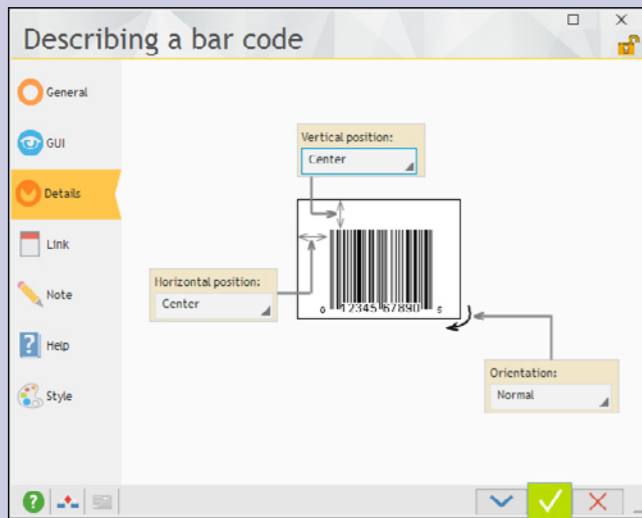 Describing a bar code
General
GUI
Details
Link
Note
Help
Style
Vertical position:
Center
Horizontal position:
Center
0 12345 67890 5
Orientation:
Normal